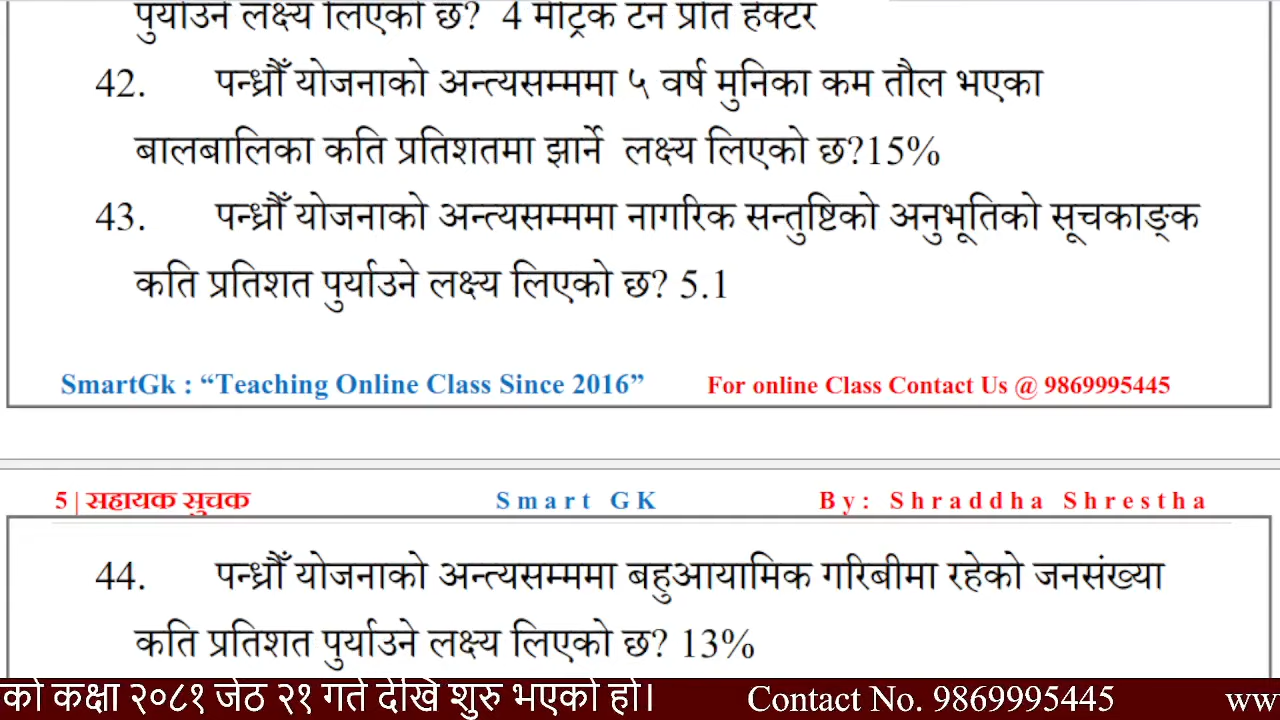 पुर्याउने लक्ष्य लिएको छ? 4 मेट्रिक टन प्रति हेक्टर
42. पन्ध्रौँ योजनाको अन्त्यसम्ममा ५ वर्ष मुनिका कम तौल भएका
बालबालिका कति प्रतिशतमा झार्ने लक्ष्य लिएको छ?15%
43. पन्ध्रौँ योजनाको अन्त्यसम्ममा नागरिक सन्तुष्टिको अनुभूतिको सूचकाङ्क
कति प्रतिशत पुर्याउने लक्ष्य लिएको छ? 5.1
SmartGk : “Teaching Online Class Since 2016” For online Class Contact Us @ 9869995445
5 | सहायक सुचक Smart GK By: Shraddha Shrestha
44. पन्ध्रौँ योजनाको अन्त्यसम्ममा बहुआयामिक गरिबीमा रहेको जनसंख्या
कति प्रतिशत पुर्याउने लक्ष्य लिएको छ? 13%
को कक्षा २०८१ जेठ २१ गते देखि शुरु भएको हो। Contact No. 9869995445 ww